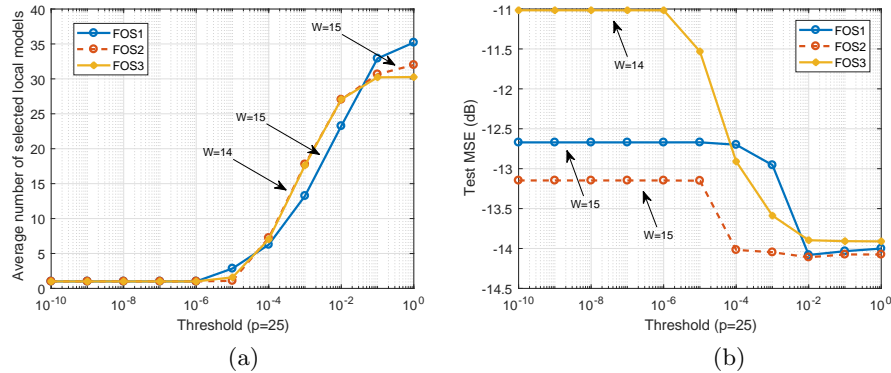 Average number of selected local models
40
35
30
25
20
15
10
5
0
FOS1
FOS2
FOS3
W=15
W=15
W=14
10^-10
10^-8
10^-6
10^-4
10^-2
10^0
Threshold (p=25)
(a)
Test MSE (dB)
-11
-11.5
-12
-12.5
-13
-13.5
-14
-14.5
FOS1
FOS2
FOS3
W=14
W=15
W=15
10^-10
10^-8
10^-6
10^-4
10^-2
10^0
Threshold (p=25)
(b)